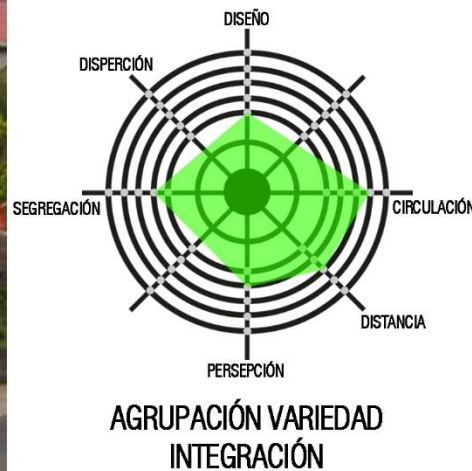 DISEÑO
DISPERCIÓN
SEGREGACIÓN
CIRCULACIÓN
DISTANCIA
PERSEPCIÓN
AGRUPACIÓN VARIEDAD
INTEGRACIÓN